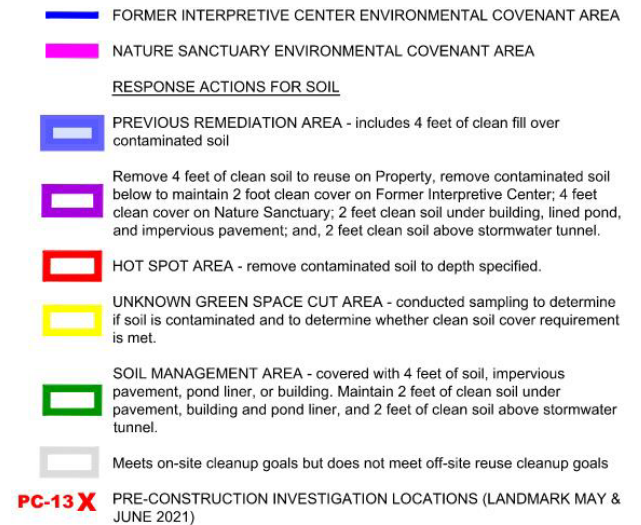 FORMER INTERPRETIVE CENTER ENVIRONMENTAL COVENANT AREA
NATURE SANCTUARY ENVIRONMENTAL COVENANT AREA
RESPONSE ACTIONS FOR SOIL
PREVIOUS REMEDIATION AREA - includes 4 feet of clean fill over
contaminated soil
Remove 4 feet of clean soil to reuse on Property, remove contaminated soil
below to maintain 2 foot clean cover on Former Interpretive Center; 4 feet
clean cover on Nature Sanctuary; 2 feet clean soil under building, lined pond,
and impervious pavement; and, 2 feet clean soil above stormwater tunnel.
HOT SPOT AREA - remove contaminated soil to depth specified.
UNKNOWN GREEN SPACE CUT AREA - conducted sampling to determine
if soil is contaminated and to determine whether clean soil cover requirement
is met.
SOIL MANAGEMENT AREA - covered with 4 feet of soil, impervious
pavement, pond liner, or building. Maintain 2 feet of clean soil under
pavement, building and pond liner, and 2 feet of clean soil above stormwater
tunnel.
Meets on-site cleanup goals but does not meet off-site reuse cleanup goals
PC-13 X PRE-CONSTRUCTION INVESTIGATION LOCATIONS (LANDMARK MAY &
JUNE 2021)